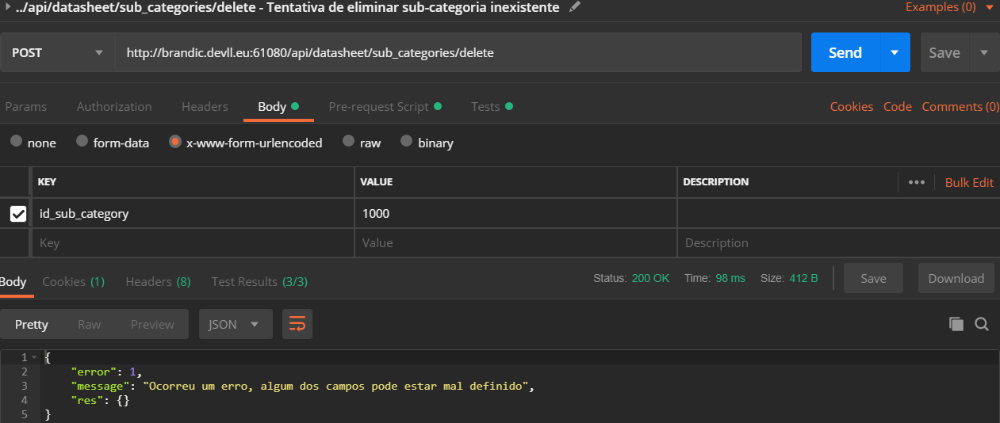 ../api/datasheet/sub_categories/delete - Tentativa de eliminar sub-categoria inexistente Examples (0)
POST http://brandic.devll.eu:61080/api/datasheet/sub_categories/delete Send Save
Params Authorization Headers Body Pre-request Script Tests Cookies Code Comments (0)
none form-data x-www-form-urlencoded raw binary
KEY VALUE DESCRIPTION ••• Bulk Edit
id_sub_category 1000
Key Value Description
Body Cookies (1) Headers (8) Test Results (3/3) Status: 200 OK Time: 98 ms Size: 412 B Save Download
Pretty Raw Preview JSON
1 {
2 "error": 1,
3 "message": "Ocorreu um erro, algum dos campos pode estar mal definido",
4 "res": {}
5 }